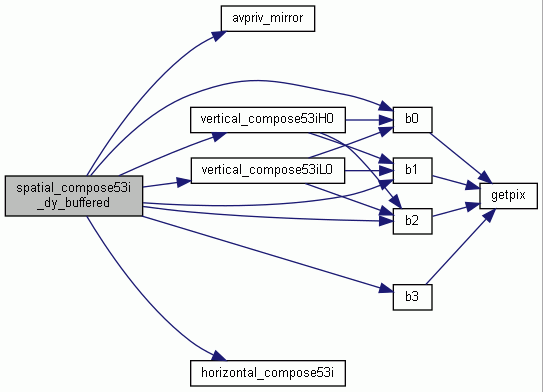 avpriv_mirror
vertical_compose53iH0
b0
vertical_compose53iL0
b1
spatial_compose53i
_dy_buffered
getpix
b2
b3
horizontal_compose53i